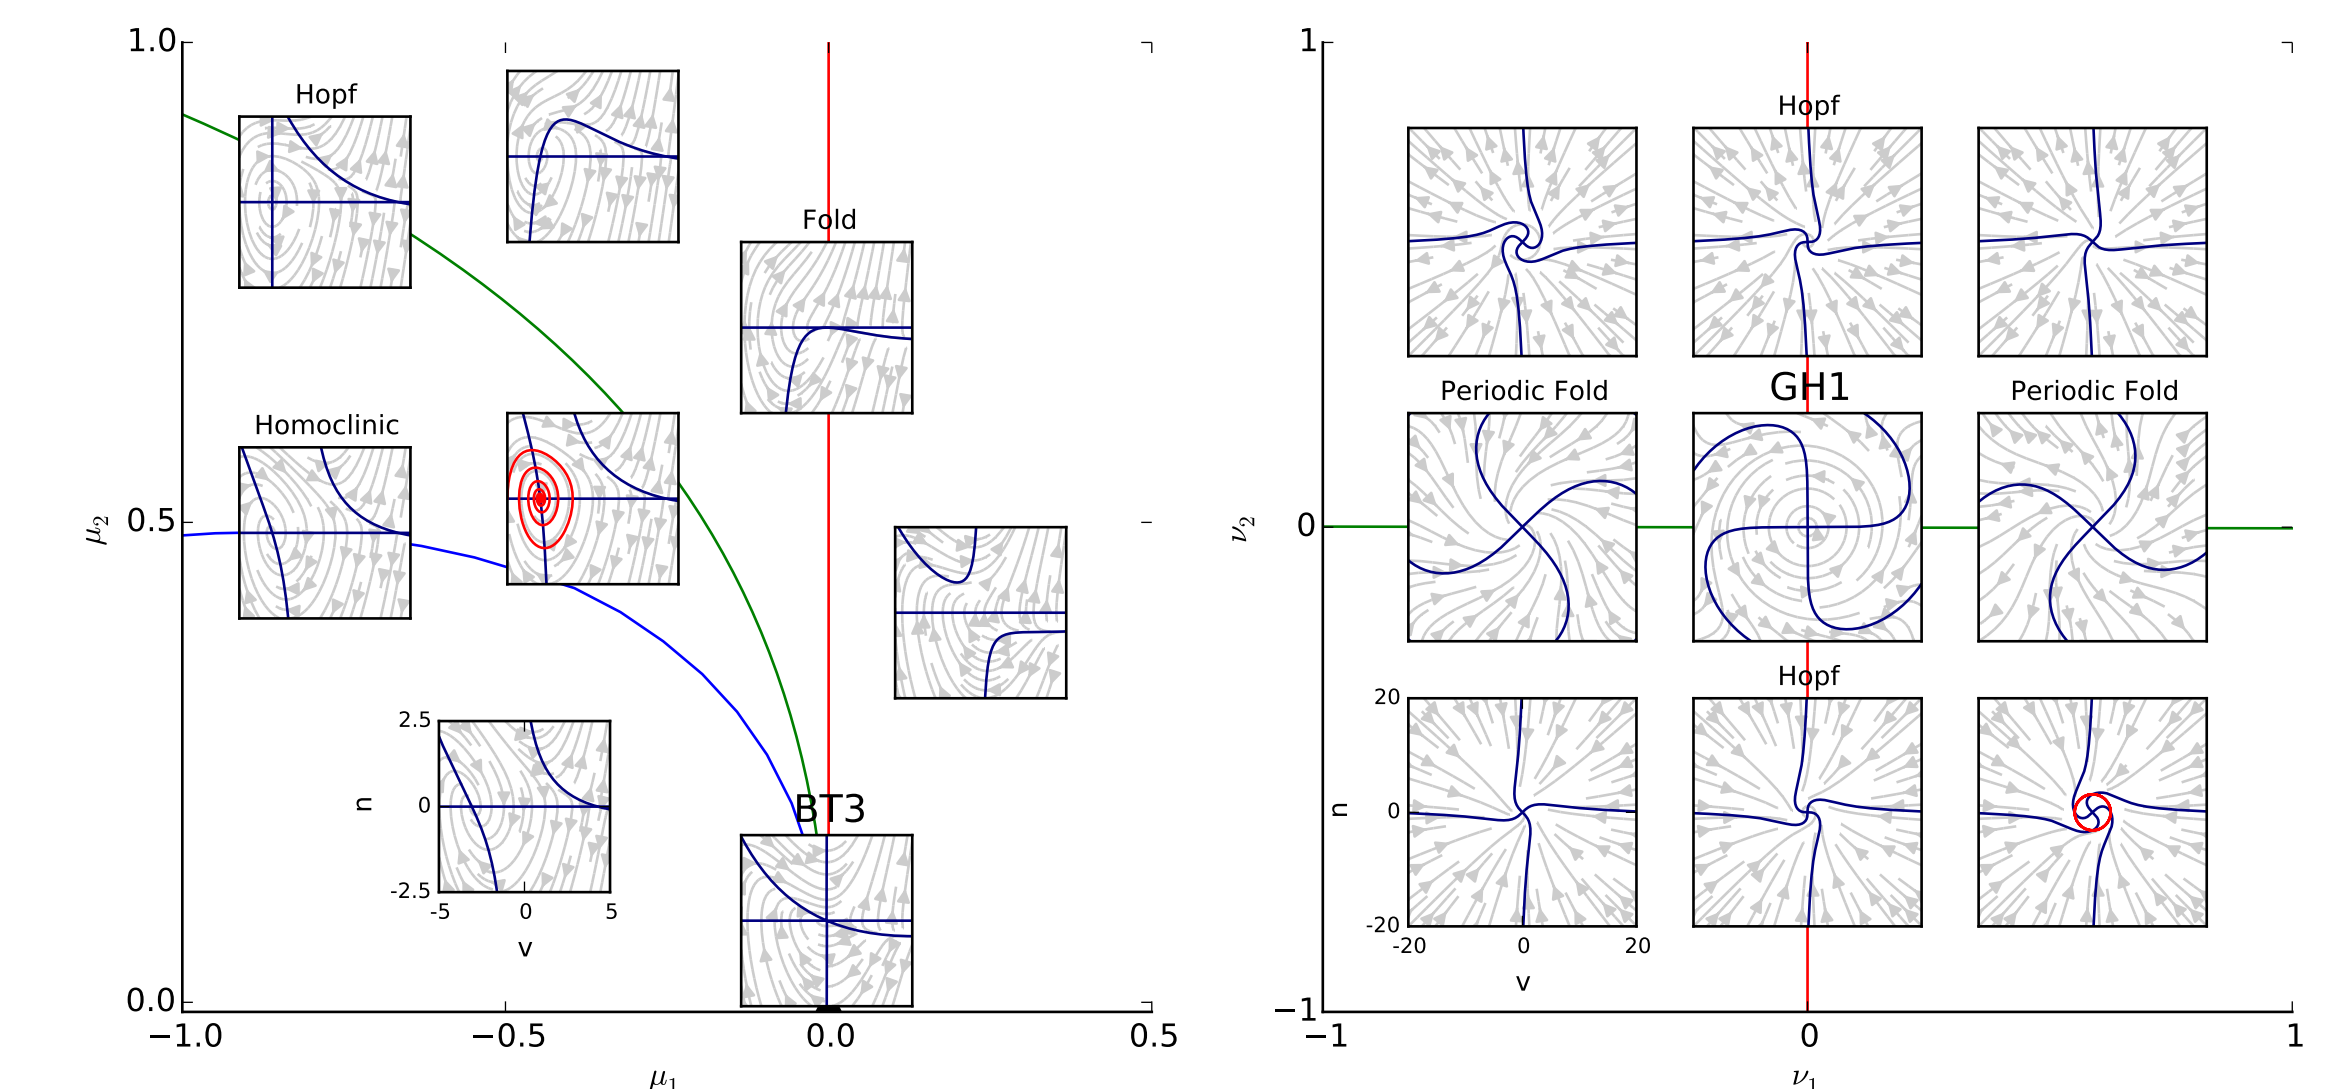 1.0
Hopf
Fold
Homoclinic
μ2
0.5
2.5
n
0
-2.5
-5
0
5
v
BT3
0.0
−1.0
−0.5
0.0
0.5
μ1
1
Hopf
Periodic Fold
GH1
Periodic Fold
ν2
0
Hopf
20
n
0
-20
-20
0
20
v
−1
−1
0
1
ν1